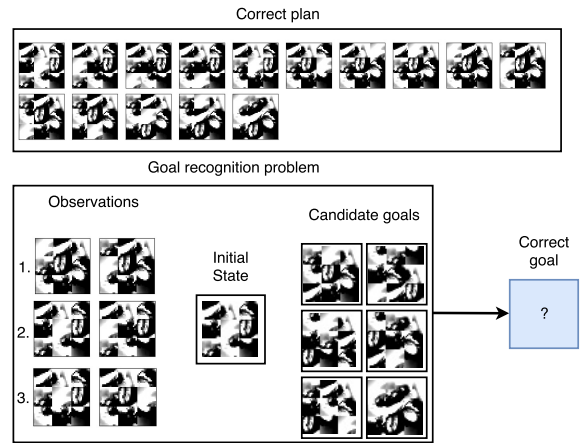 Correct plan
Goal recognition problem
Observations
Candidate goals
Initial
State
Correct
goal
1.
2.
3.
?